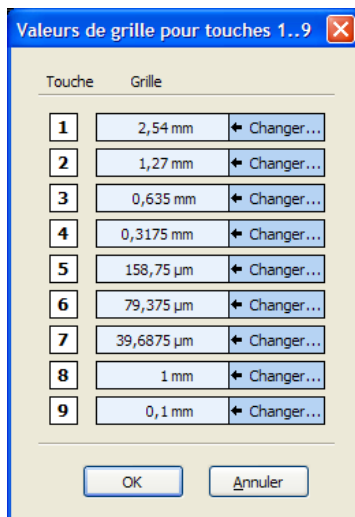 Valeurs de grille pour touches 1..9
Touche Grille
1 2,54 mm Changer...
2 1,27 mm Changer...
3 0,635 mm Changer...
4 0,3175 mm Changer...
5 158,75 µm Changer...
6 79,375 µm Changer...
7 39,6875 µm Changer...
8 1 mm Changer...
9 0,1 mm Changer...
OK Annuler